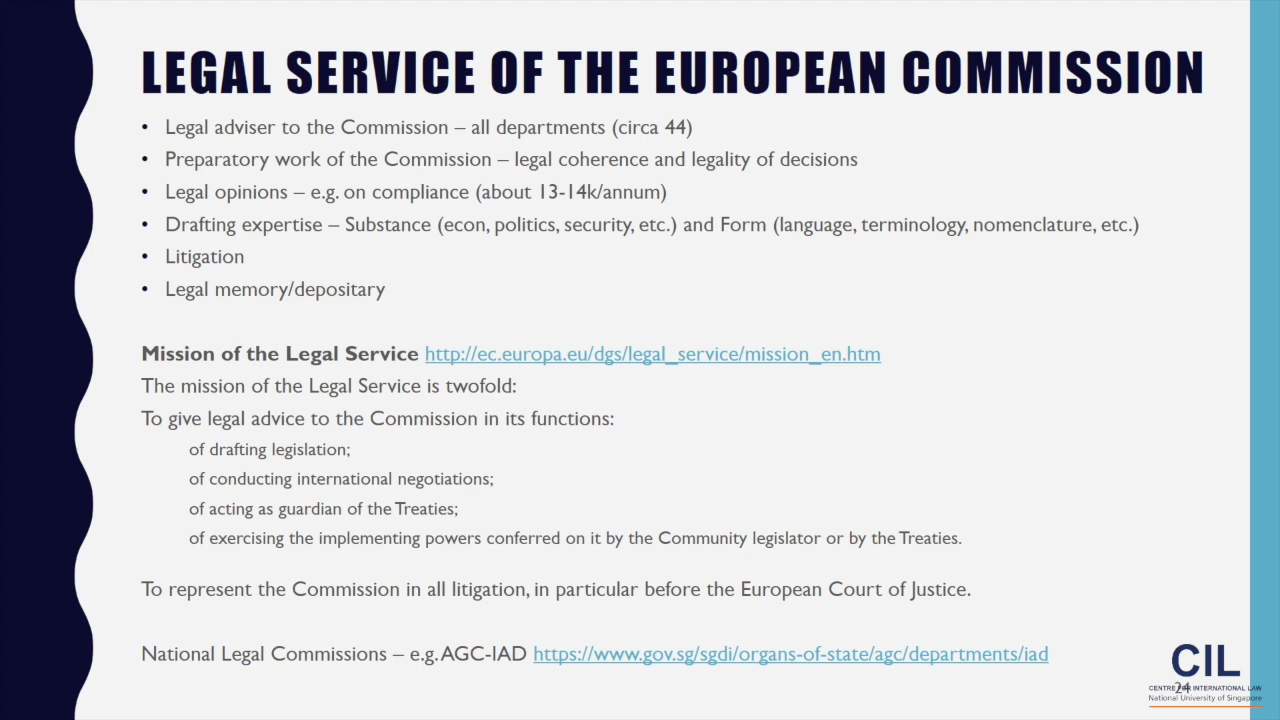 LEGAL SERVICE OF THE EUROPEAN COMMISSION
• Legal adviser to the Commission – all departments (circa 44)
• Preparatory work of the Commission – legal coherence and legality of decisions
• Legal opinions – e.g. on compliance (about 13-14k/annum)
• Drafting expertise – Substance (econ, politics, security, etc.) and Form (language, terminology, nomenclature, etc.)
• Litigation
• Legal memory/depositary
Mission of the Legal Service http://ec.europa.eu/dgs/legal_service/mission_en.htm
The mission of the Legal Service is twofold:
To give legal advice to the Commission in its functions:
of drafting legislation;
of conducting international negotiations;
of acting as guardian of the Treaties;
of exercising the implementing powers conferred on it by the Community legislator or by the Treaties.
To represent the Commission in all litigation, in particular before the European Court of Justice.
National Legal Commissions – e.g. AGC-IAD https://www.gov.sg/sgdi/organs-of-state/agc/departments/iad
CIL
24
CENTRE FOR INTERNATIONAL LAW
National University of Singapore